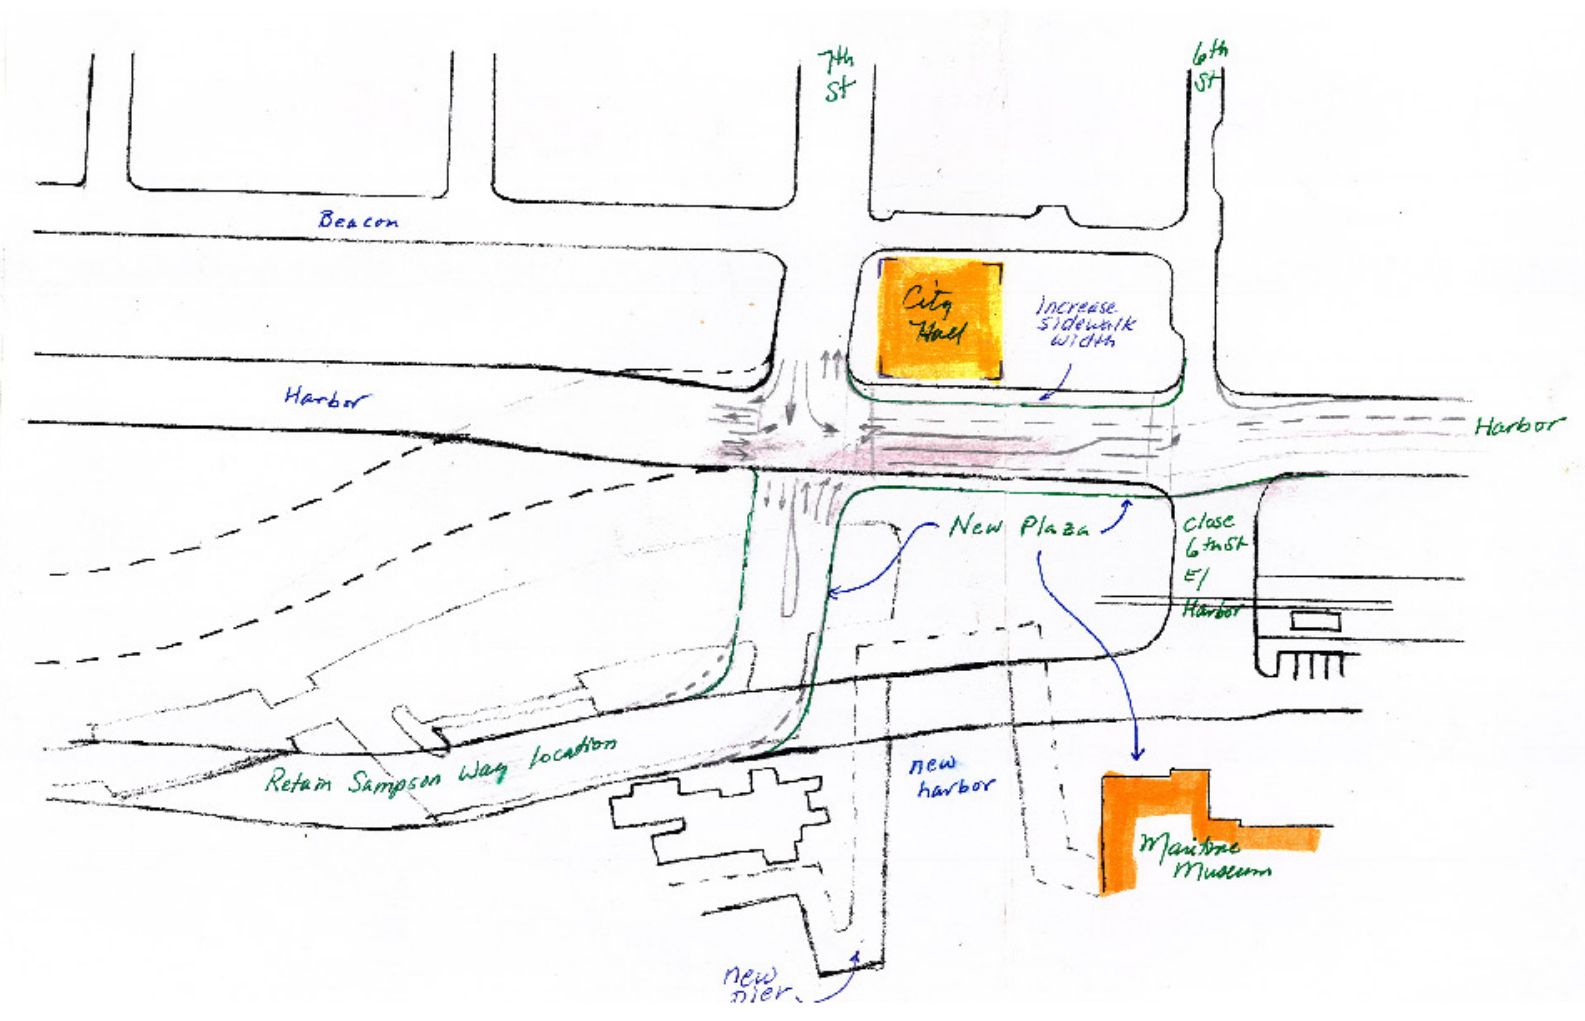 7th
St
6th
St
Beacon
City
Hall
Increase
sidewalk
width
Harbor
Harbor
New Plaza
Close
6th St
E/
Harbor
Retain Sampson Way location
new
harbor
Maritime
Museum
new
pier